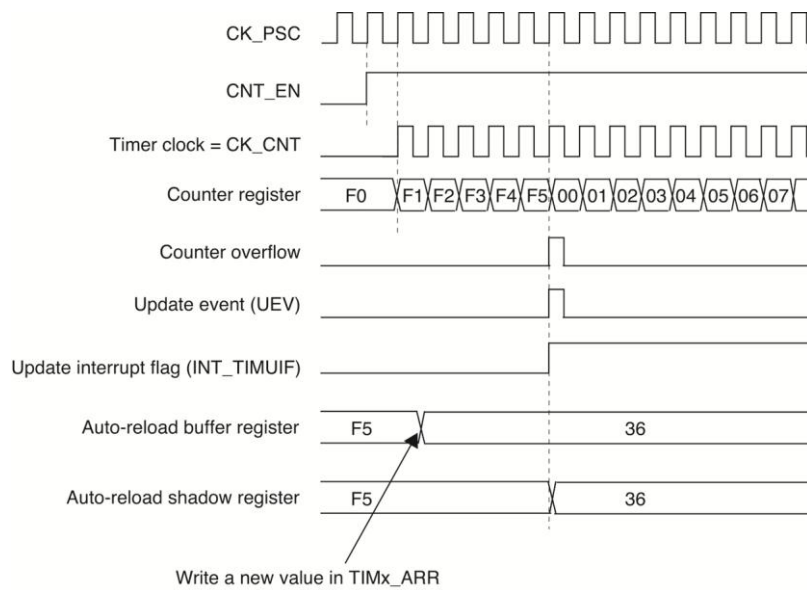 CK_PSC
CNT_EN
Timer clock = CK_CNT
Counter register F0 F1 F2 F3 F4 F5 00 01 02 03 04 05 06 07
Counter overflow
Update event (UEV)
Update interrupt flag (INT_TIMUIF)
Auto-reload buffer register F5 36
Auto-reload shadow register F5 36
Write a new value in TIMx_ARR